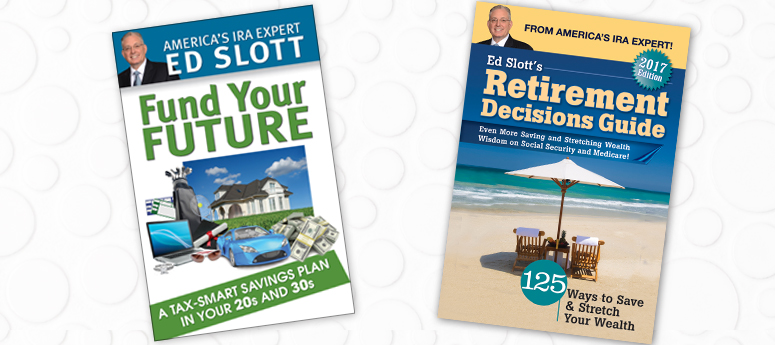 AMERICA'S IRA EXPERT
ED SLOTT
Fund Your
FUTURE
A TAX-SMART SAVINGS PLAN
IN YOUR 20s AND 30s
FROM AMERICA'S IRA EXPERT!
2017
Edition
Ed Slott's
Retirement
Decisions Guide
Even More Saving and Stretching Wealth
Wisdom on Social Security and Medicare!
125
Ways to Save
& Stretch
Your Wealth